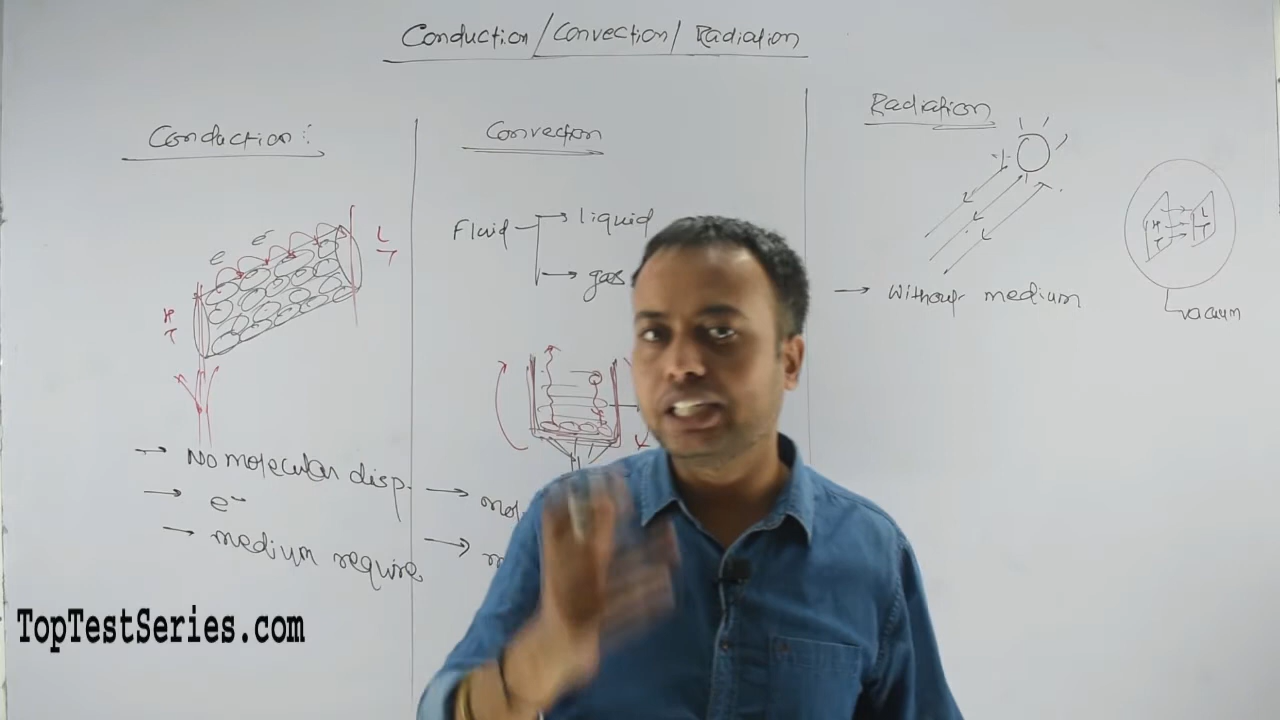 Conduction/Convection/Radiation
Conduction:
e e⁻
H
T
L
T
→ No molecular disp.
→ e⁻
→ medium require
Convection
Fluid → liquid
→ gas
→
→
Radiation
→ Without medium
H
T
L
T
vacuum
TopTestSeries.com